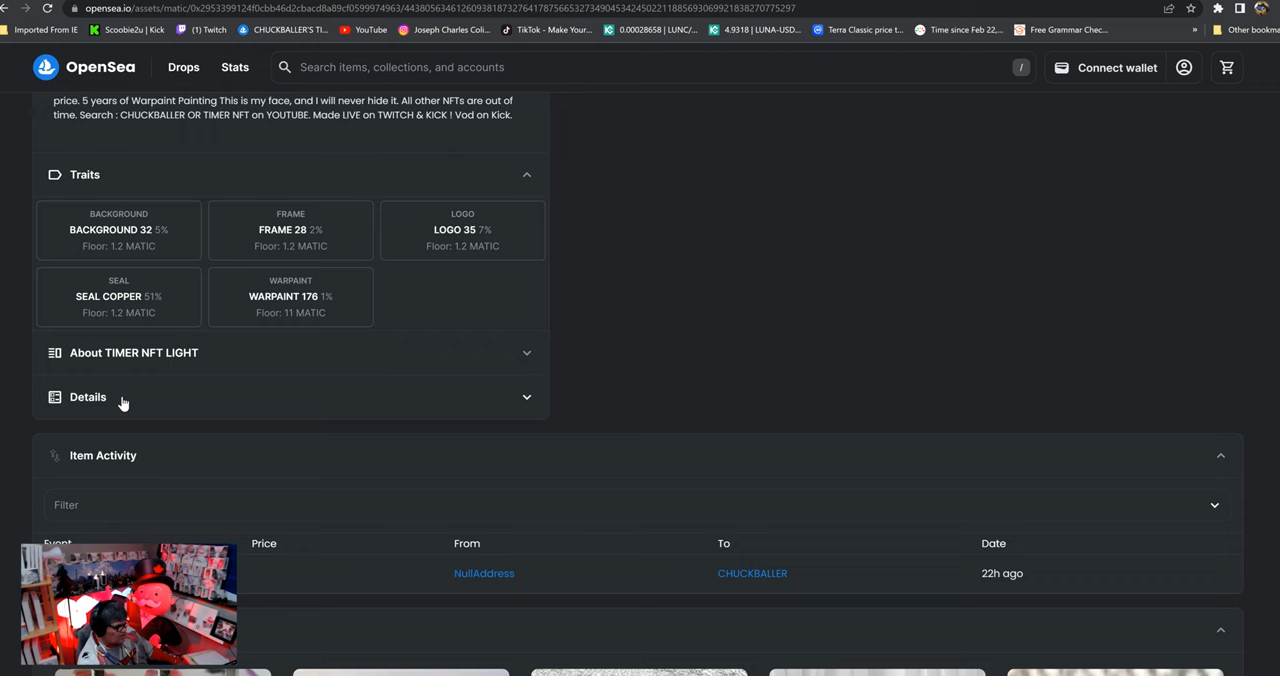 opensea.io/assets/matic/0x2953399124f0cbb46d2cbacd8a89cf0599974963/44380563461260938187327641787566532734905434245022118856930699218382707​75297
Imported From IE
Scoobie2u | Kick
(1) Twitch
CHUCKBALLER'S TI...
YouTube
Joseph Charles Coli...
TikTok - Make Your...
0.00028658 | LUNC/...
4.9318 | LUNA-USD...
Terra Classic price t...
Time since Feb 22,...
Free Grammar Chec...
»
Other bookma
OpenSea
Drops
Stats
Search items, collections, and accounts
/
Connect wallet
price. 5 years of Warpaint Painting This is my face, and I will never hide it. All other NFTs are out of
time. Search : CHUCKBALLER OR TIMER NFT on YOUTUBE. Made LIVE on TWITCH & KICK ! Vod on Kick.
Traits
BACKGROUND
BACKGROUND 32 5%
Floor: 1.2 MATIC
FRAME
FRAME 28 2%
Floor: 1.2 MATIC
LOGO
LOGO 35 7%
Floor: 1.2 MATIC
SEAL
SEAL COPPER 51%
Floor: 1.2 MATIC
WARPAINT
WARPAINT 176 1%
Floor: 11 MATIC
About TIMER NFT LIGHT
Details
Item Activity
Filter
Event
Price
From
To
Date
NullAddress
CHUCKBALLER
22h ago